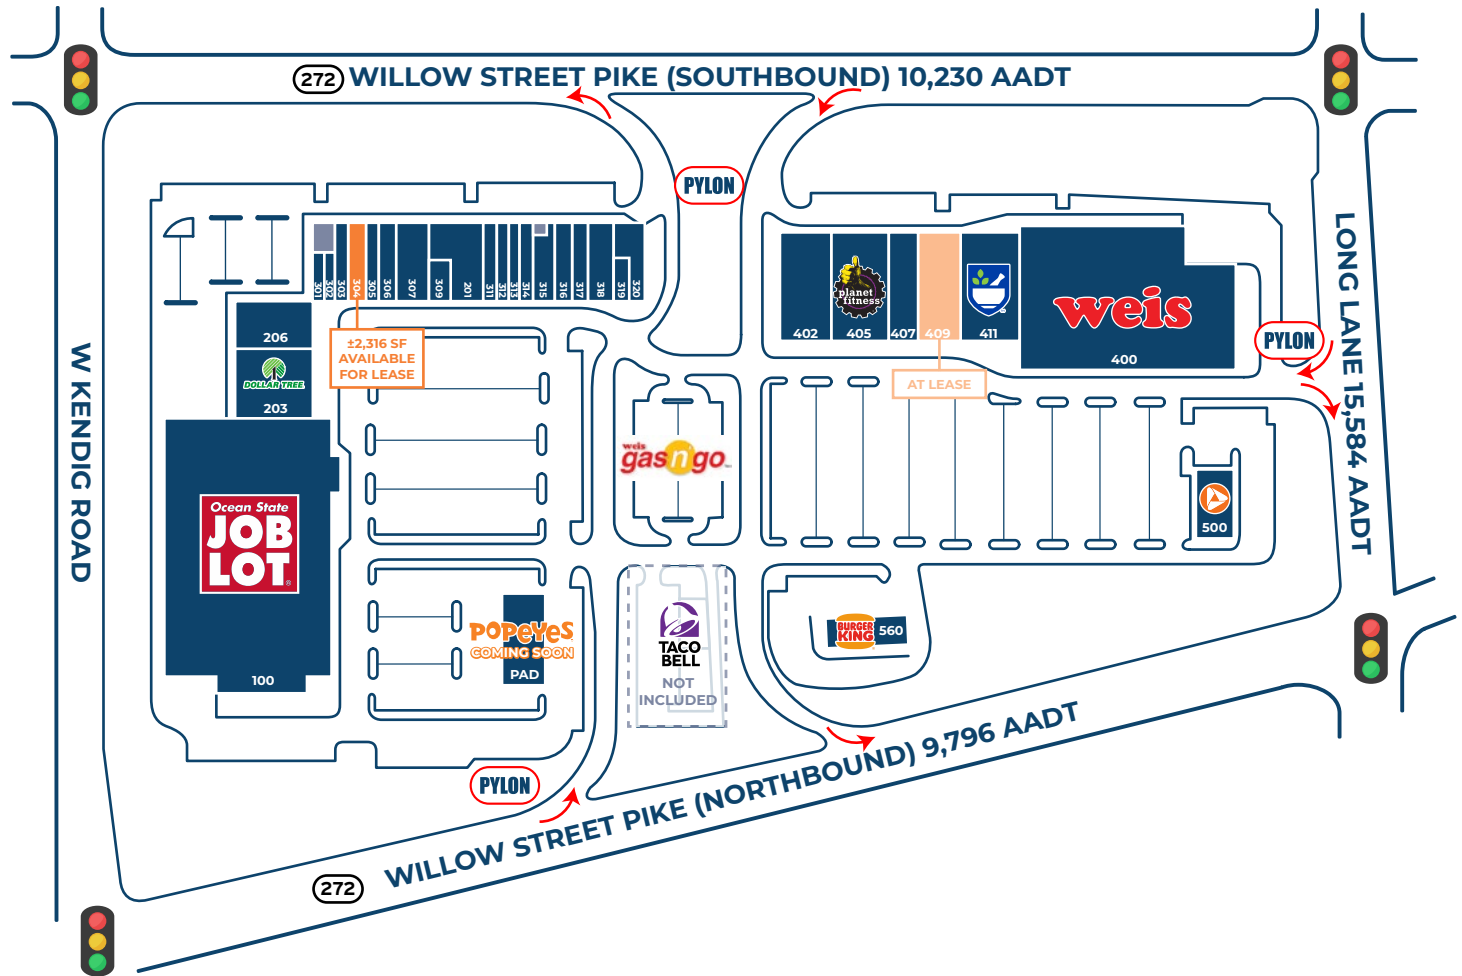 272 WILLOW STREET PIKE (SOUTHBOUND) 10,230 AADT
PYLON
301
302
303
304
305
306
307
309
201
311
312
313
314
315
316
317
318
319
320
±2,316 SF
AVAILABLE
FOR LEASE
206
DOLLAR TREE
203
Ocean State
JOB
LOT
®
100
W KENDIG ROAD
planet
fitness
402
405
407
409
411
weis
400
AT LEASE
PYLON
LONG LANE 15,584 AADT
weis
gas n' go
500
POPEYES
COMING SOON
PAD
TACO
BELL
NOT
INCLUDED
BURGER
KING
560
PYLON
WILLOW STREET PIKE (NORTHBOUND) 9,796 AADT
272